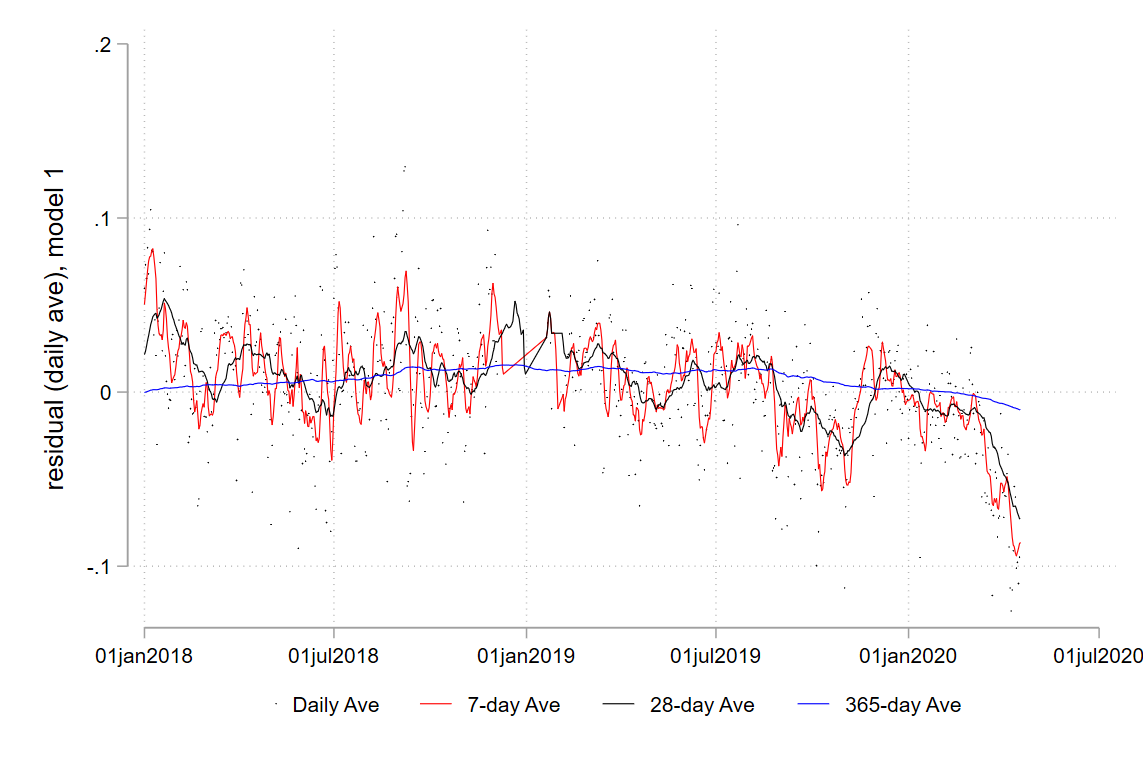 residual (daily ave), model 1
.2
.1
0
-.1
01jan2018 01jul2018 01jan2019 01jul2019 01jan2020 01jul2020
Daily Ave 7-day Ave 28-day Ave 365-day Ave